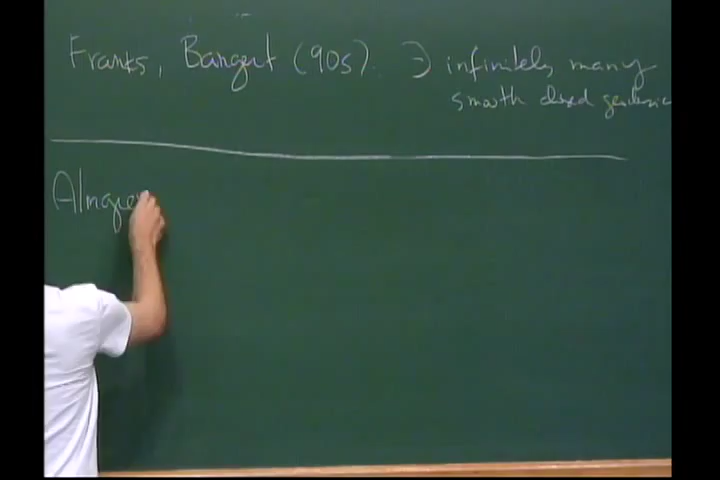 Franks, Bangert (90s). ∃ infinitely many
smooth closed geodesic
Almgren